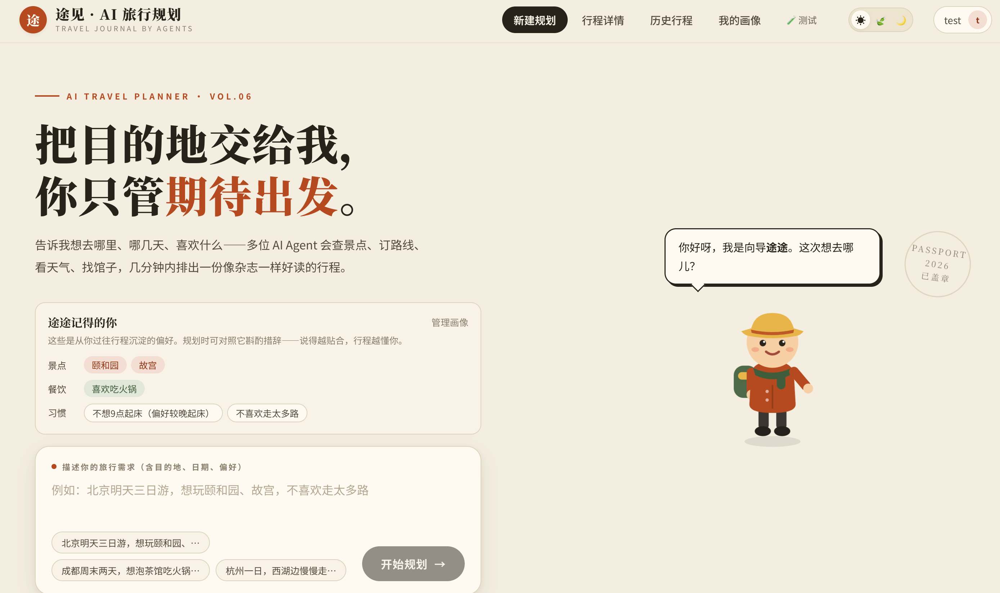 途
途见 · AI 旅行规划
TRAVEL JOURNAL BY AGENTS
新建规划
行程详情
历史行程
我的画像
测试
test
t
AI TRAVEL PLANNER · VOL.06
把目的地交给我，
你只管期待出发。
告诉我想去哪里、哪几天、喜欢什么——多位 AI Agent 会查景点、订路线、
看天气、找馆子，几分钟内排出一份像杂志一样好读的行程。
途途记得的你
管理画像
这些是从你过往行程沉淀的偏好。规划时可对照它斟酌措辞——说得越贴合，行程越懂你。
景点
颐和园
故宫
餐饮
喜欢吃火锅
习惯
不想9点起床（偏好较晚起床）
不喜欢走太多路
描述你的旅行需求（含目的地、日期、偏好）
例如：北京明天三日游，想玩颐和园、故宫，不喜欢走太多路
北京明天三日游，想玩颐和园、…
成都周末两天，想泡茶馆吃火锅…
杭州一日，西湖边慢慢走…
开始规划 →
你好呀，我是向导途途。这次想去哪
儿？
PASSPORT
2026
已盖章